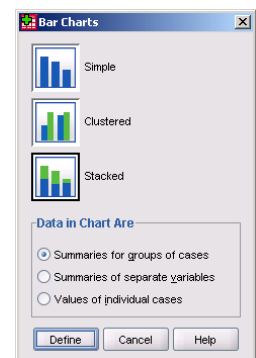 Bar Charts
Simple
Clustered
Stacked
Data in Chart Are
Summaries for groups of cases
Summaries of separate variables
Values of individual cases
Define
Cancel
Help